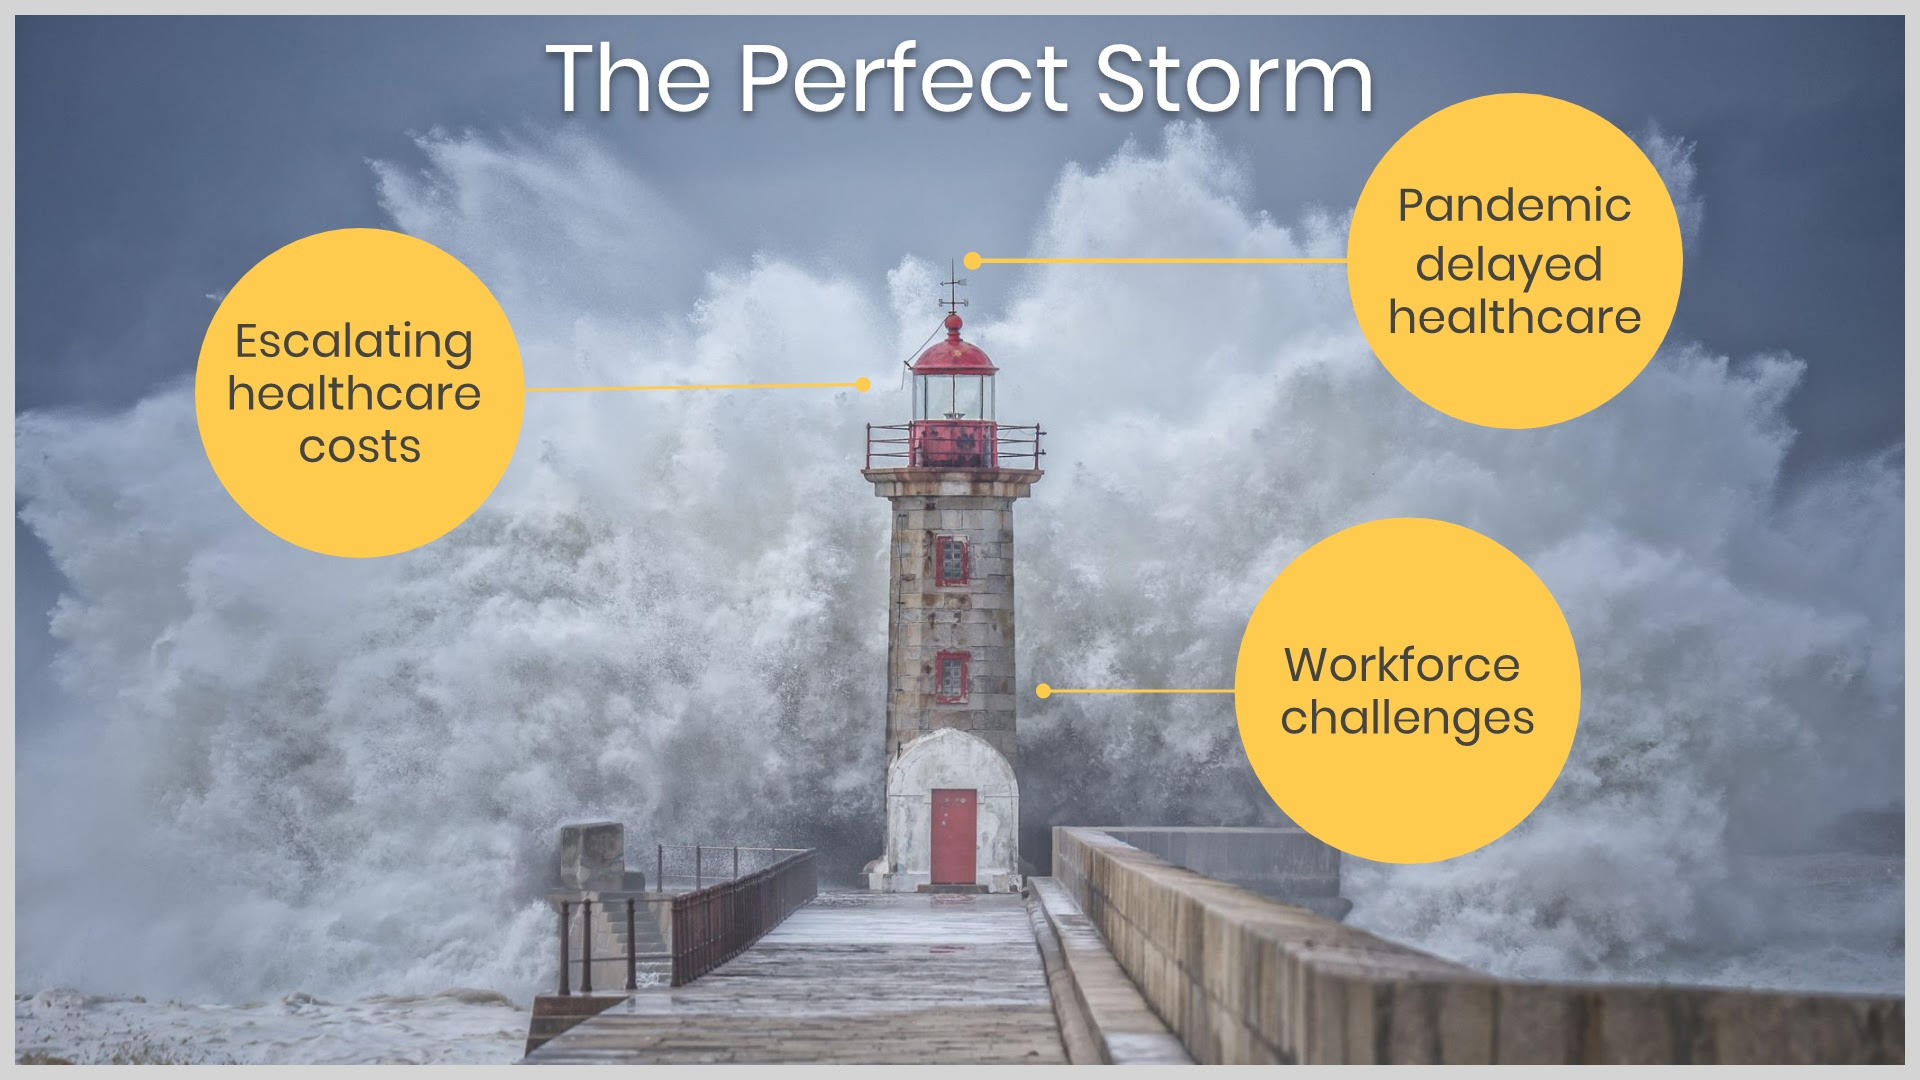 The Perfect Storm
Escalating
healthcare
costs
Pandemic
delayed
healthcare
Workforce
challenges